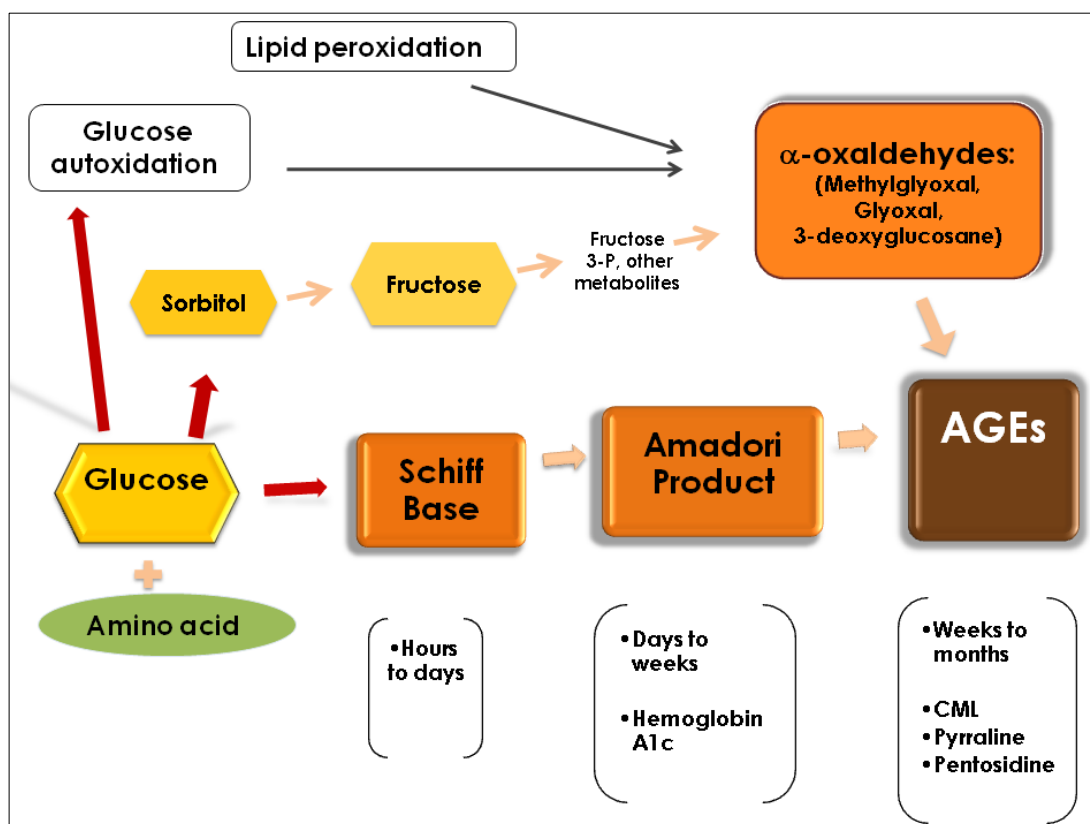 Lipid peroxidation
Glucose
autoxidation
α-oxaldehydes:
(Methylglyoxal,
Glyoxal,
3-deoxyglucosane)
Sorbitol
Fructose
Fructose
3-P, other
metabolites
Glucose
Schiff
Base
Amadori
Product
AGEs
+
Amino acid
•Hours
to days
•Days to
weeks
•Hemoglobin
A1c
•Weeks to
months
•CML
•Pyrraline
•Pentosidine